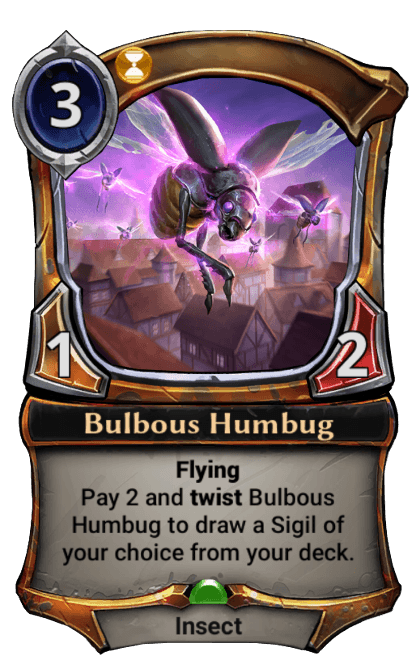 3
1
2
Bulbous Humbug
Flying
Pay 2 and twist Bulbous
Humbug to draw a Sigil of
your choice from your deck.
Insect